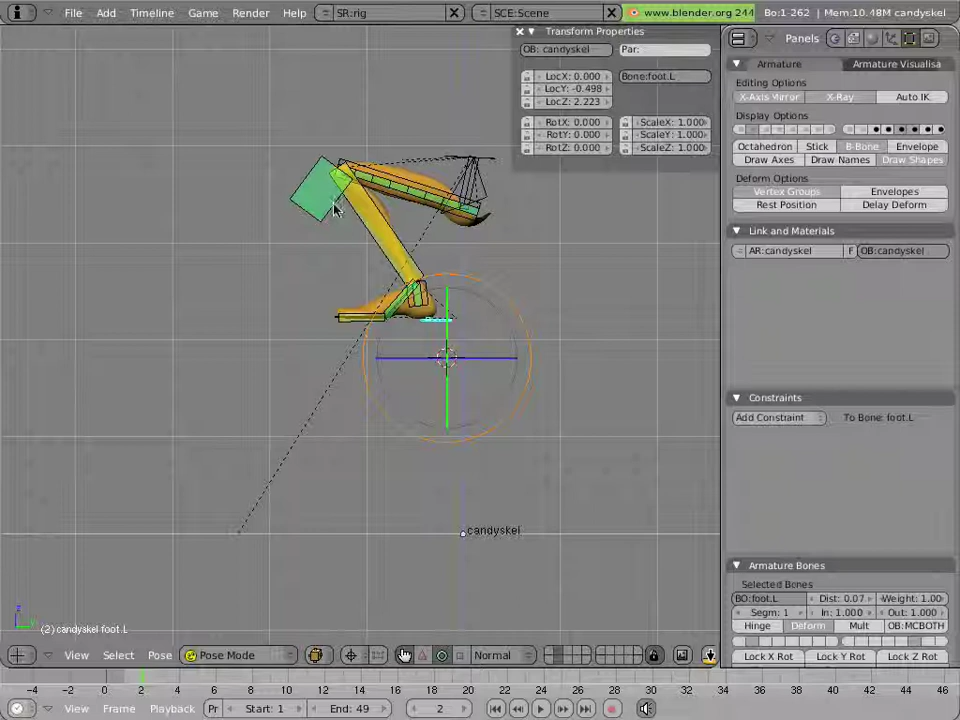 File Add Timeline Game Render Help SR:rig SCE:Scene www.blender.org 244 Bo:1-262 | Mem:10.48M candyskel
Transform Properties
OB: candyskel Par:
LocX: 0.000 Bone:foot.L
LocY: -0.498
LocZ: 2.223
RotX: 0.000 ScaleX: 1.000
RotY: 0.000 ScaleY: 1.000
RotZ: 0.000 ScaleZ: 1.000
Panels
Armature Armature Visualisa
Editing Options
X-Axis Mirror X-Ray Auto IK
Display Options
Octahedron Stick B-Bone Envelope
Draw Axes Draw Names Draw Shapes
Deform Options
Vertex Groups Envelopes
Rest Position Delay Deform
Link and Materials
AR:candyskel F OB:candyskel
Constraints
Add Constraint To Bone: foot.L
Armature Bones
Selected Bones
BO:foot.L Dist: 0.07 Weight: 1.00
Segm: 1 In: 1.000 Out: 1.000
Hinge Deform Mult OB:MCBOTH
Lock X Rot Lock Y Rot Lock Z Rot
candyskel
z
y
(2) candyskel foot.L
View Select Pose Pose Mode Normal
-4 -2 0 2 4 6 8 10 12 14 16 18 20 22 24 26 28 30 32 34 36 38 40 42 44 46
View Frame Playback Pr Start: 1 End: 49 2